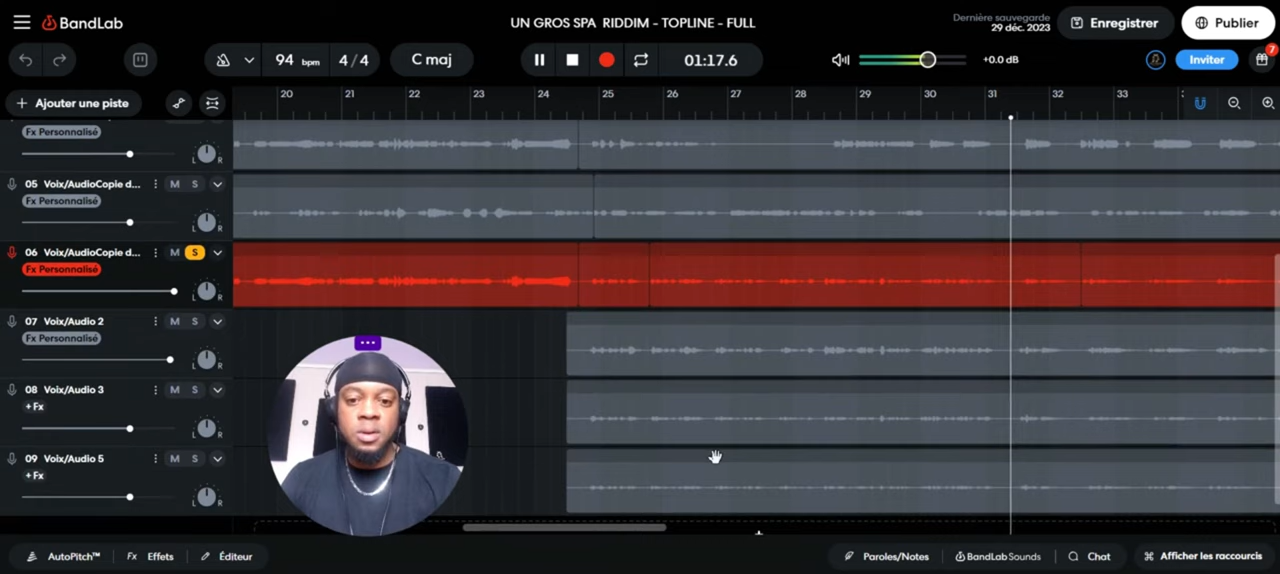 BandLab
UN GROS SPA RIDDIM - TOPLINE - FULL
Dernière sauvegarde
29 déc. 2023
Enregistrer
Publier
94 bpm
4/4
C maj
01:17.6
+0.0 dB
Inviter
7
+ Ajouter une piste
20 21 22 23 24 25 26 27 28 29 30 31 32 33
Fx Personnalisé
L R
05 Voix/AudioCopie d... M S
Fx Personnalisé
L R
06 Voix/AudioCopie d... M S
Fx Personnalisé
L R
07 Voix/Audio 2 M S
Fx Personnalisé
L R
08 Voix/Audio 3 M S
+ Fx
L R
09 Voix/Audio 5 M S
+ Fx
L R
AutoPitch™ Fx Effets Éditeur Paroles/Notes BandLab Sounds Chat Afficher les raccourcis